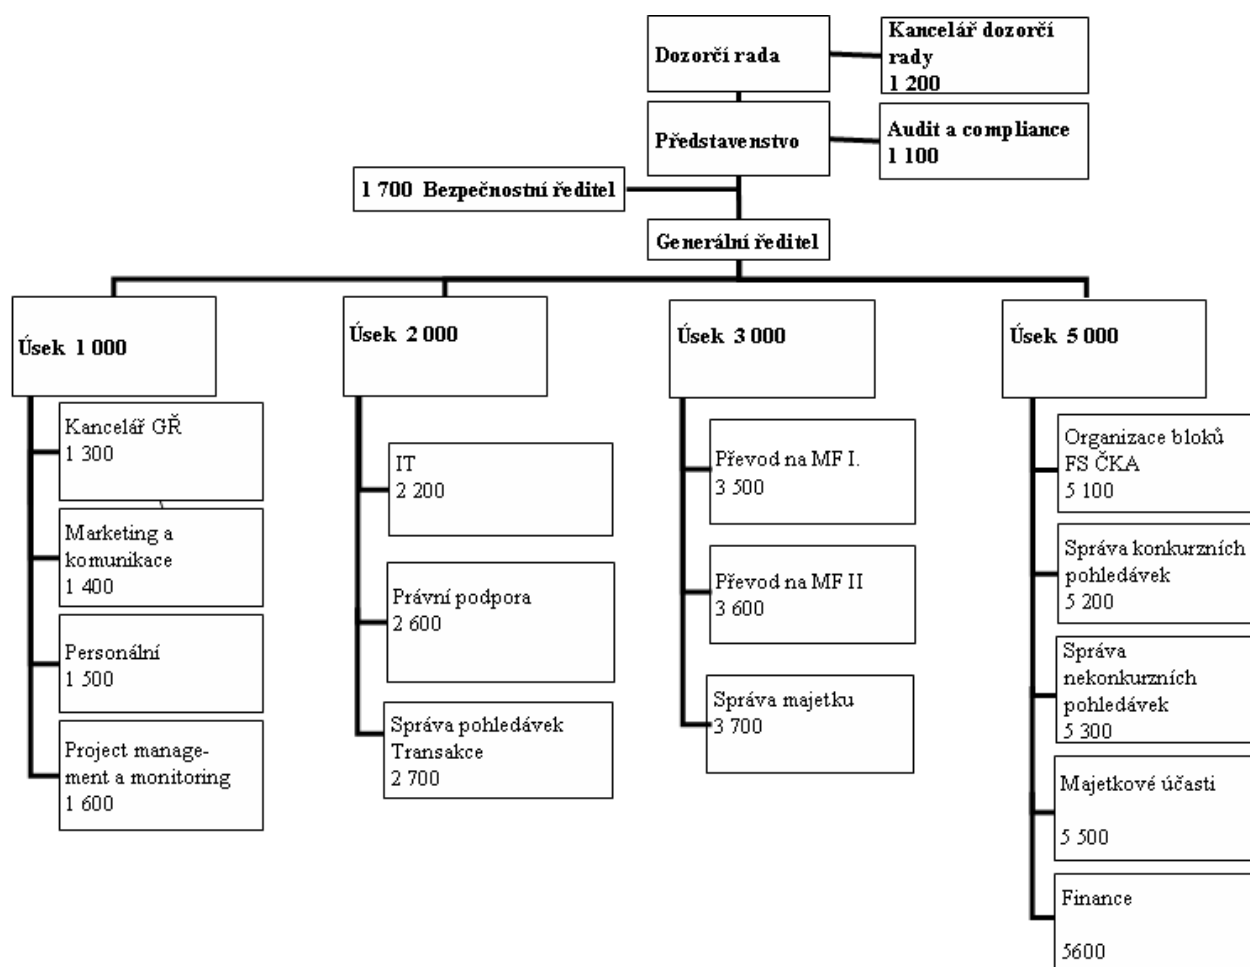 Dozorčí rada
Kancelář dozorčí
rady
1 200
Představenstvo
Audit a compliance
1 100
1 700 Bezpečnostní ředitel
Generální ředitel
Úsek 1 000
Kancelář GŘ
1 300
Marketing a
komunikace
1 400
Personální
1 500
Project manage-
ment a monitoring
1 600
Úsek 2 000
IT
2 200
Právní podpora
2 600
Správa pohledávek
Transakce
2 700
Úsek 3 000
Převod na MF I.
3 500
Převod na MF II
3 600
Správa majetku
3 700
Úsek 5 000
Organizace bloků
FS ČKA
5 100
Správa konkurzních
pohledávek
5 200
Správa
nekonkurzních
pohledávek
5 300
Majetkové účasti
5 500
Finance
5600